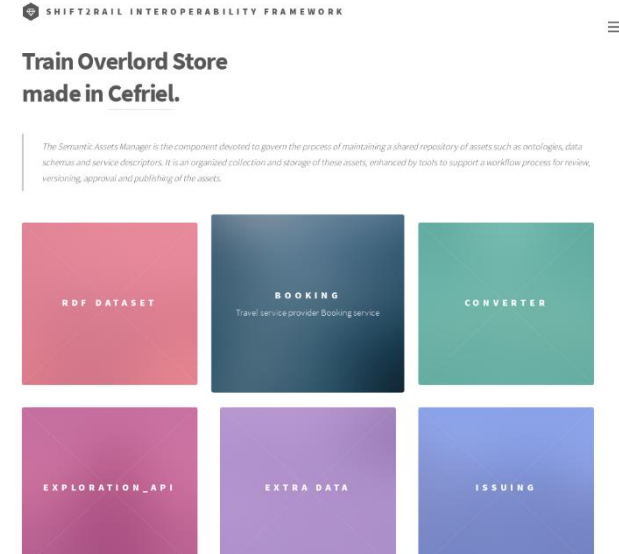 SHIFT2RAIL INTEROPERABILITY FRAMEWORK
Train Overlord Store
made in Cefriel.
The Semantic Assets Manager is the component devoted to govern the process of maintaining a shared repository of assets such as ontologies, data
schemas and service descriptors. It is an organized collection and storage of these assets, enhanced by tools to support a workflow process for review,
versioning, approval and publishing of the assets.
RDF DATASET
BOOKING
Travel service provider Booking service
CONVERTER
EXPLORATION_API
EXTRA DATA
ISSUING